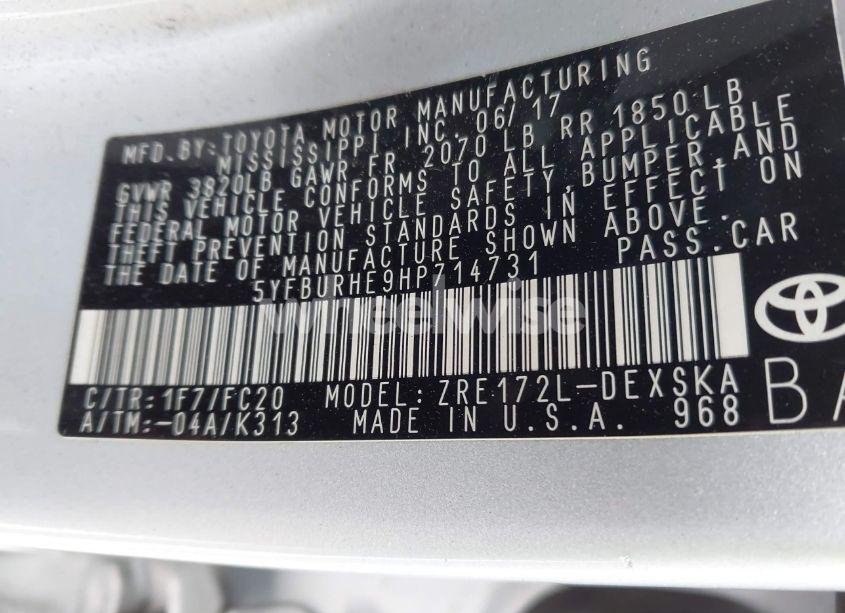 MFD.BY:TOYOTA MOTOR MANUFACTURING
MISSISSIPPI, INC. 06/17
GVWR 3820LB GAWR FR 2070 LB RR 1850 LB
THIS VEHICLE CONFORMS TO ALL APPLICABLE
FEDERAL MOTOR VEHICLE SAFETY,BUMPER,AND
THEFT PREVENTION STANDARDS IN EFFECT ON
THE DATE OF MANUFACTURE SHOWN ABOVE.
5YFBURHE9HP714731 PASS.CAR
wheelwise
C/TR:1F7/FC20 MODEL:ZRE172L-DEXSKA
A/TM:-04A/K313 MADE IN U.S.A. 968
BA